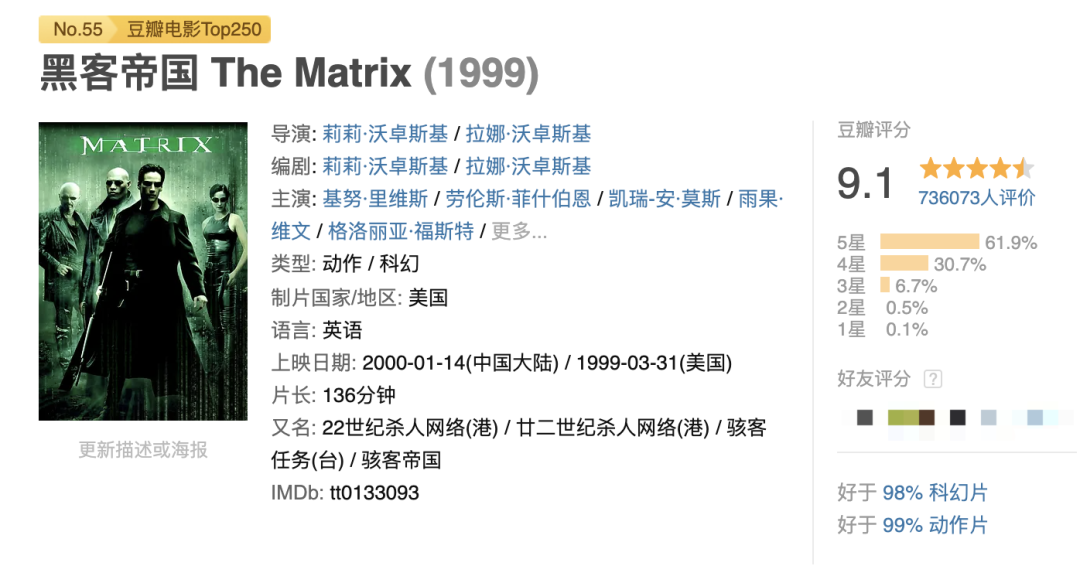 No.55 豆瓣电影Top250
黑客帝国 The Matrix (1999)
MATRIX
更新描述或海报
导演: 莉莉·沃卓斯基 / 拉娜·沃卓斯基
编剧: 莉莉·沃卓斯基 / 拉娜·沃卓斯基
主演: 基努·里维斯 / 劳伦斯·菲什伯恩 / 凯瑞-安·莫斯 / 雨果·
维文 / 格洛丽亚·福斯特 / 更多...
类型: 动作 / 科幻
制片国家/地区: 美国
语言: 英语
上映日期: 2000-01-14(中国大陆) / 1999-03-31(美国)
片长: 136分钟
又名: 22世纪杀人网络(港) / 廿二世纪杀人网络(港) / 骇客
任务(台) / 骇客帝国
IMDb: tt0133093
豆瓣评分
9.1
736073人评价
5星 61.9%
4星 30.7%
3星 6.7%
2星 0.5%
1星 0.1%
好友评分 ?
好于 98% 科幻片
好于 99% 动作片